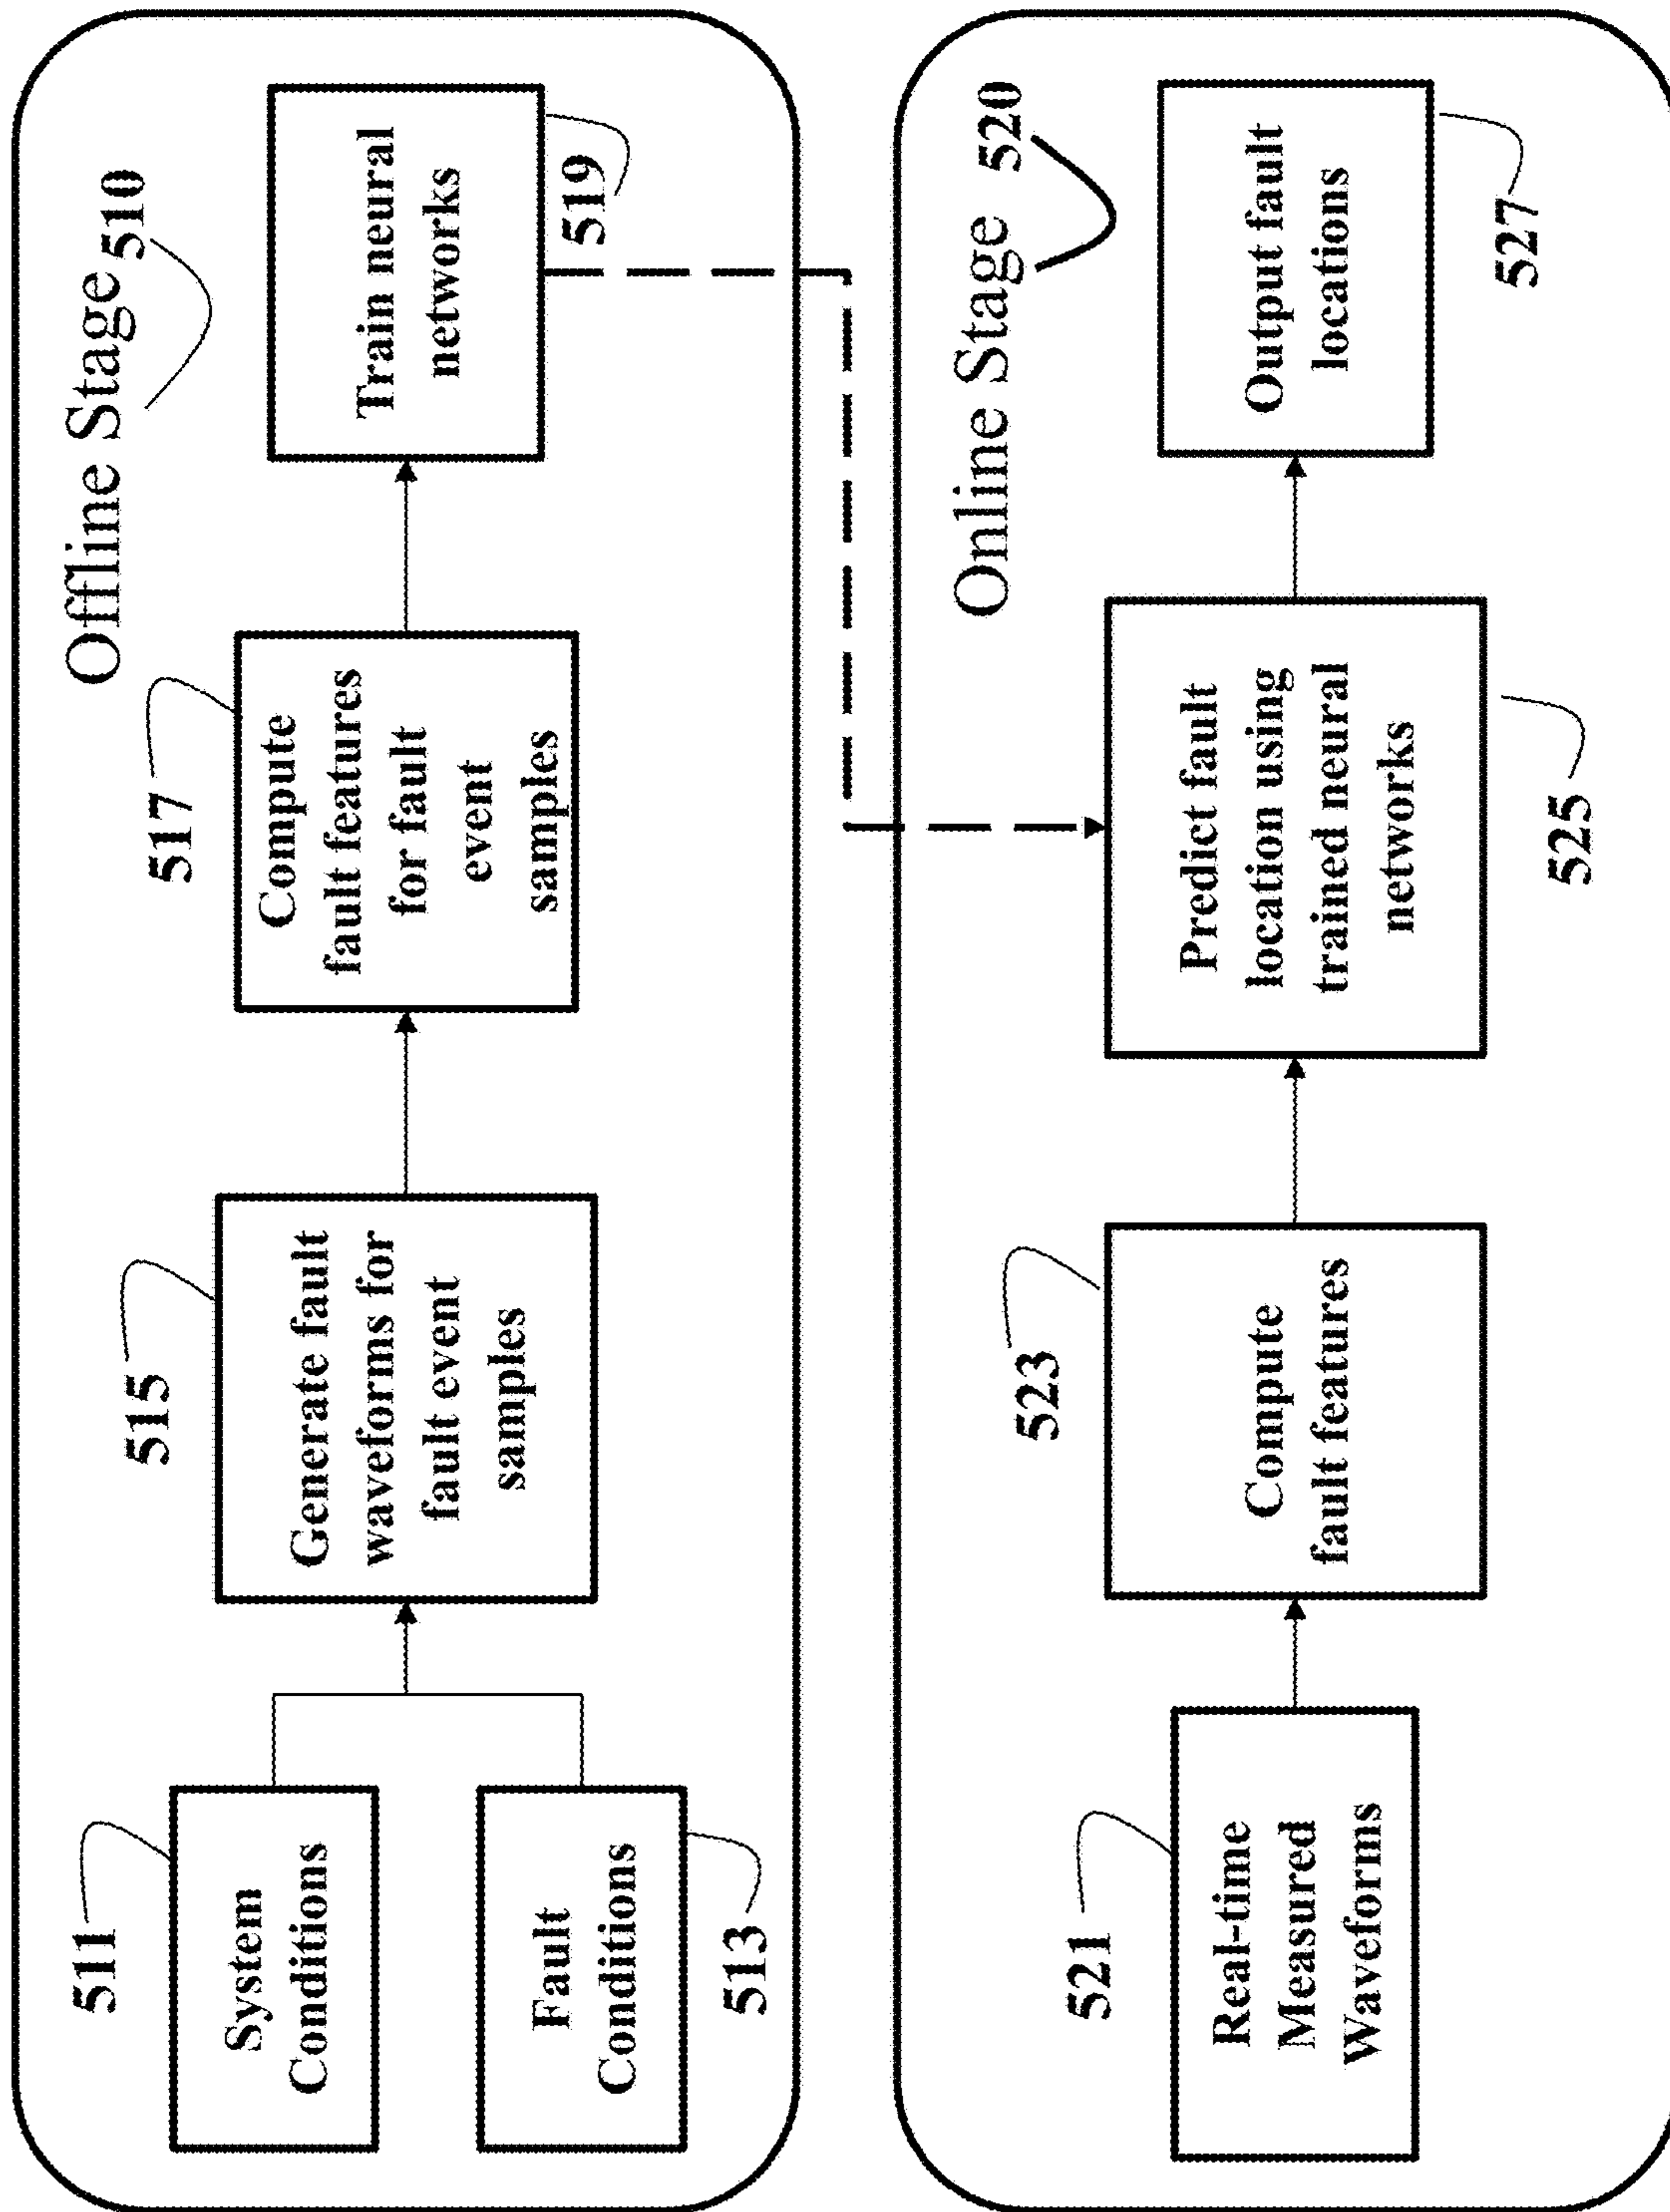 Offline Stage 510
511
System
Conditions
Fault
Conditions
513
515
Generate fault
waveforms for
fault event
samples
517
Compute
fault features
for fault
event
samples
Train neural
networks
519
Online Stage 520
521
Real-time
Measured
Waveforms
523
Compute
fault features
Predict fault
location using
trained neural
networks
525
Output fault
locations
527